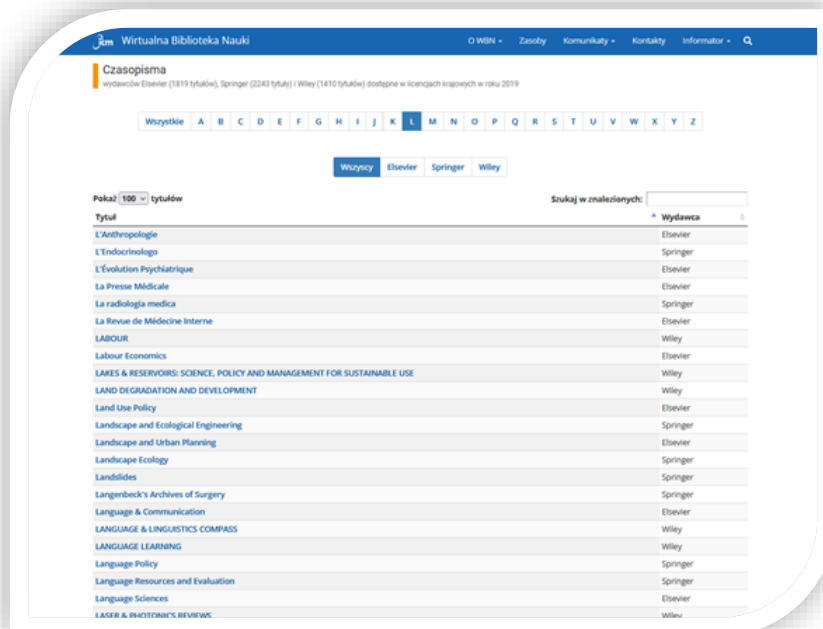 icm Wirtualna Biblioteka Nauki O WBN Zasoby Komunikaty Kontakty Informator
Czasopisma
wydawców Elsevier (1819 tytułów), Springer (2243 tytuły) i Wiley (1410 tytułów) dostępne w licencjach krajowych w roku 2019
Wszystkie A B C D E F G H I J K L M N O P Q R S T U V W X Y Z
Wszyscy Elsevier Springer Wiley
Pokaż 100 tytułów Szukaj w znalezionych:
Tytuł Wydawca
L'Anthropologie Elsevier
L'Endocrinologo Springer
L'Évolution Psychiatrique Elsevier
La Presse Médicale Elsevier
La radiologia medica Springer
La Revue de Médecine Interne Elsevier
LABOUR Wiley
Labour Economics Elsevier
LAKES & RESERVOIRS: SCIENCE, POLICY AND MANAGEMENT FOR SUSTAINABLE USE Wiley
LAND DEGRADATION AND DEVELOPMENT Wiley
Land Use Policy Elsevier
Landscape and Ecological Engineering Springer
Landscape and Urban Planning Elsevier
Landscape Ecology Springer
Landslides Springer
Langenbeck's Archives of Surgery Springer
Language & Communication Elsevier
LANGUAGE & LINGUISTICS COMPASS Wiley
LANGUAGE LEARNING Wiley
Language Policy Springer
Language Resources and Evaluation Springer
Language Sciences Elsevier
LASER & PHOTONICS REVIEWS Wiley